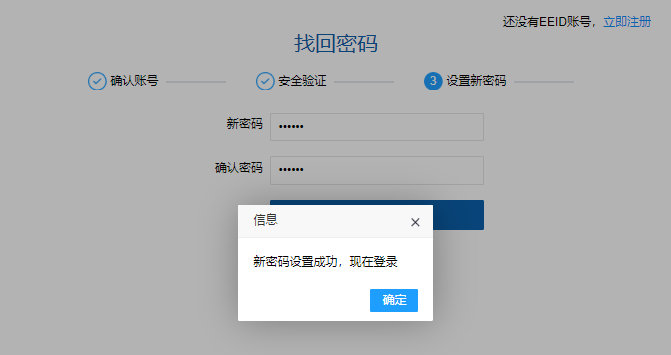 还没有EEID账号，立即注册
找回密码
确认账号 安全验证 3 设置新密码
新密码 ••••••
确认密码 ••••••
信息 ×
新密码设置成功，现在登录
确定